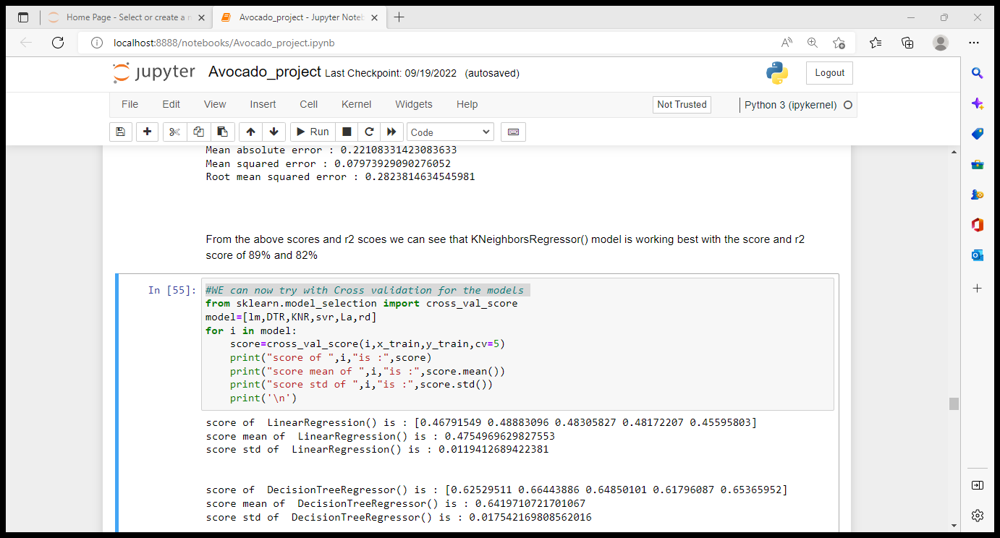 Home Page - Select or create a n
Avocado_project - Jupyter Noteb
localhost:8888/notebooks/Avocado_project.ipynb
jupyter Avocado_project Last Checkpoint: 09/19/2022 (autosaved)
Logout
File Edit View Insert Cell Kernel Widgets Help
Not Trusted
Python 3 (ipykernel)
Run
Code
Mean absolute error : 0.22108331423083633
Mean squared error : 0.07973929090276052
Root mean squared error : 0.2823814634545981
From the above scores and r2 scoes we can see that KNeighborsRegressor() model is working best with the score and r2
score of 89% and 82%
In [55]:
#WE can now try with Cross validation for the models
from sklearn.model_selection import cross_val_score
model=[lm,DTR,KNR,svr,La,rd]
for i in model:
    score=cross_val_score(i,x_train,y_train,cv=5)
    print("score of ",i,"is :",score)
    print("score mean of ",i,"is :",score.mean())
    print("score std of ",i,"is :",score.std())
    print('\n')
score of  LinearRegression() is : [0.46791549 0.48883096 0.48305827 0.48172207 0.45595803]
score mean of  LinearRegression() is : 0.4754969629827553
score std of  LinearRegression() is : 0.0119412689422381
score of  DecisionTreeRegressor() is : [0.62529511 0.66443886 0.64850101 0.61796087 0.65365952]
score mean of  DecisionTreeRegressor() is : 0.6419710721701067
score std of  DecisionTreeRegressor() is : 0.017542169808562016